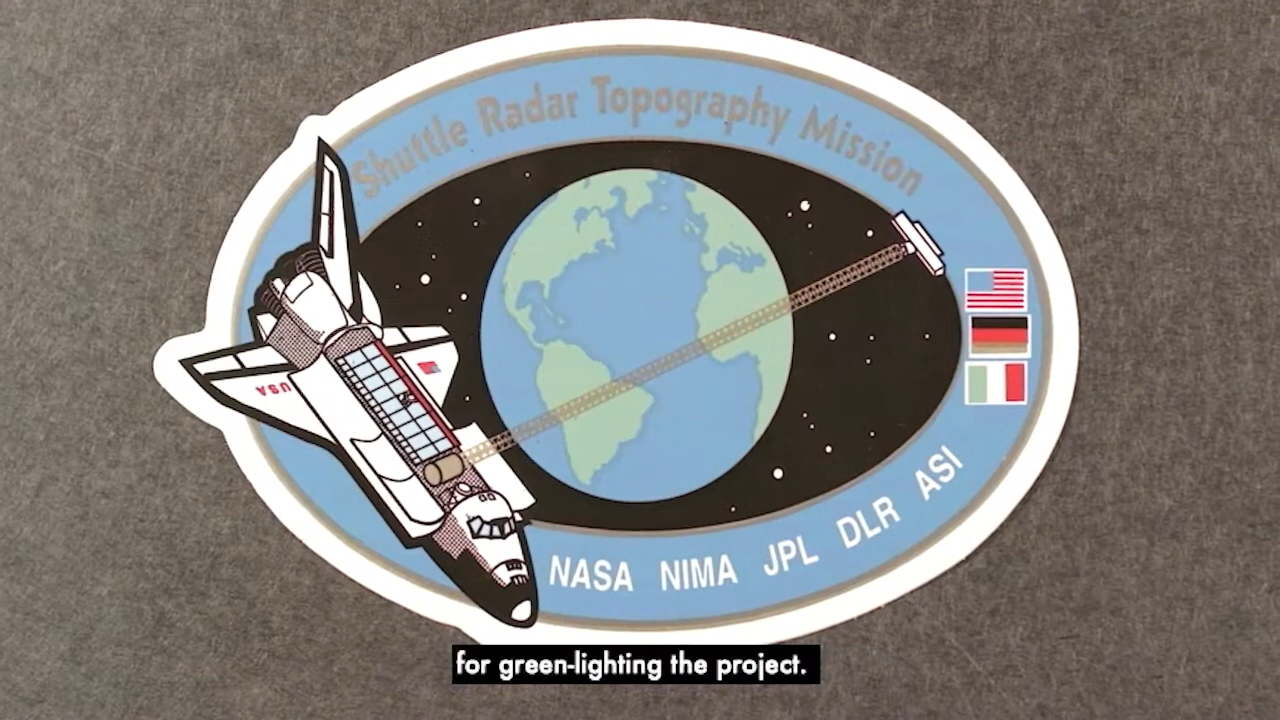 Shuttle Radar Topography Mission
USA
NASA NIMA JPL DLR ASI
for green-lighting the project.